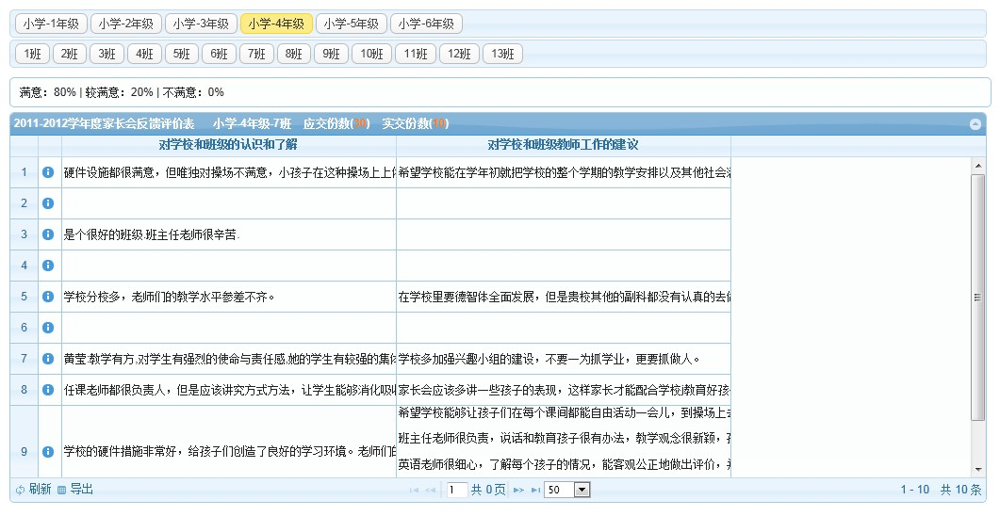 小学-1年级 小学-2年级 小学-3年级 小学-4年级 小学-5年级 小学-6年级
1班 2班 3班 4班 5班 6班 7班 8班 9班 10班 11班 12班 13班
满意：80% | 较满意：20% | 不满意：0%
2011-2012学年度家长会反馈评价表 小学-4年级-7班 应交份数( ) 实交份数( )
对学校和班级的认识和了解 对学校和班级教师工作的建议
1 硬件设施都很满意，但唯独对操场不满意，小孩子在这种操场上上 希望学校能在学年初就把学校的整个学期的教学安排以及其他社会
2
3 是个很好的班级.班主任老师很辛苦.
4
5 学校分校多，老师们的教学水平参差不齐。 在学校里要德智体全面发展，但是贵校其他的副科都没有认真的去
6
7 黄莹:教学有方,对学生有强烈的使命与责任感,她的学生有较强的集 学校多加强兴趣小组的建设，不要一为抓学业，更要抓做人。
8 任课老师都很负责人，但是应该讲究方式方法，让学生能够消化吸 家长会应该多讲一些孩子的表现，这样家长才能配合学校教育好孩
希望学校能够让孩子们在每个课间都能自由活动一会儿，到操场上
班主任老师很负责，说话和教育孩子很有办法，教学观念很新颖，
9 学校的硬件措施非常好，给孩子们创造了良好的学习环境。老师们
英语老师很细心，了解每个孩子的情况，能客观公正地做出评价，
刷新 导出 1 共 0 页 50 1 - 10 共 10 条